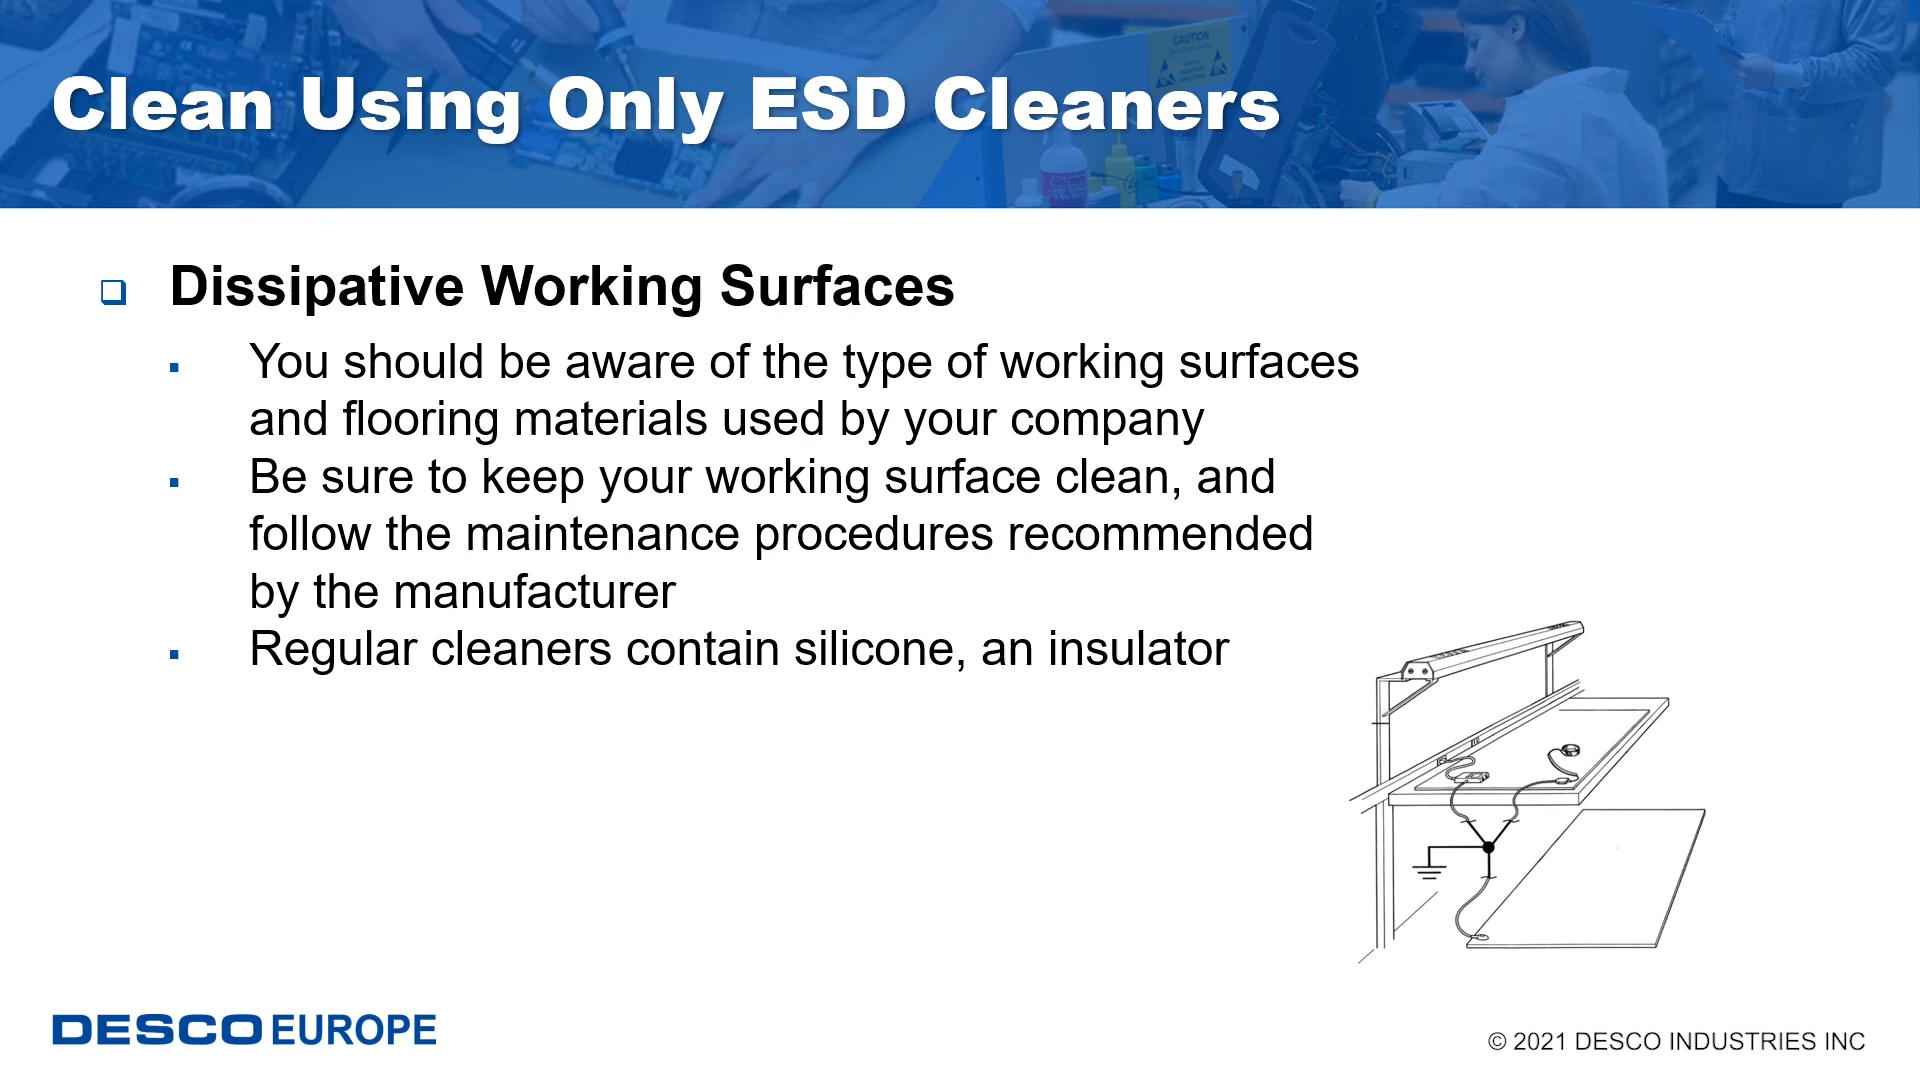 Clean Using Only ESD Cleaners
CAUTION
Dissipative Working Surfaces
You should be aware of the type of working surfaces
and flooring materials used by your company
Be sure to keep your working surface clean, and
follow the maintenance procedures recommended
by the manufacturer
Regular cleaners contain silicone, an insulator
DESCO EUROPE
© 2021 DESCO INDUSTRIES INC